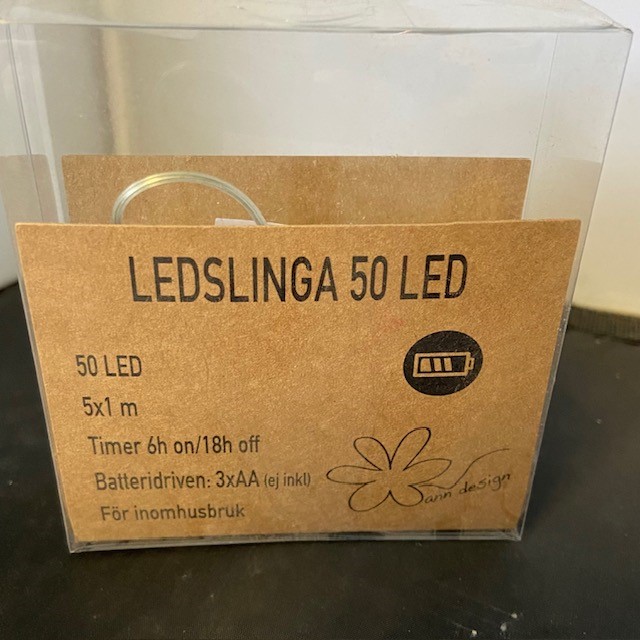 LEDSLINGA 50 LED
50 LED
5x1 m
Timer 6h on/18h off
Batteridriven: 3xAA (ej inkl)
För inomhusbruk
ann design